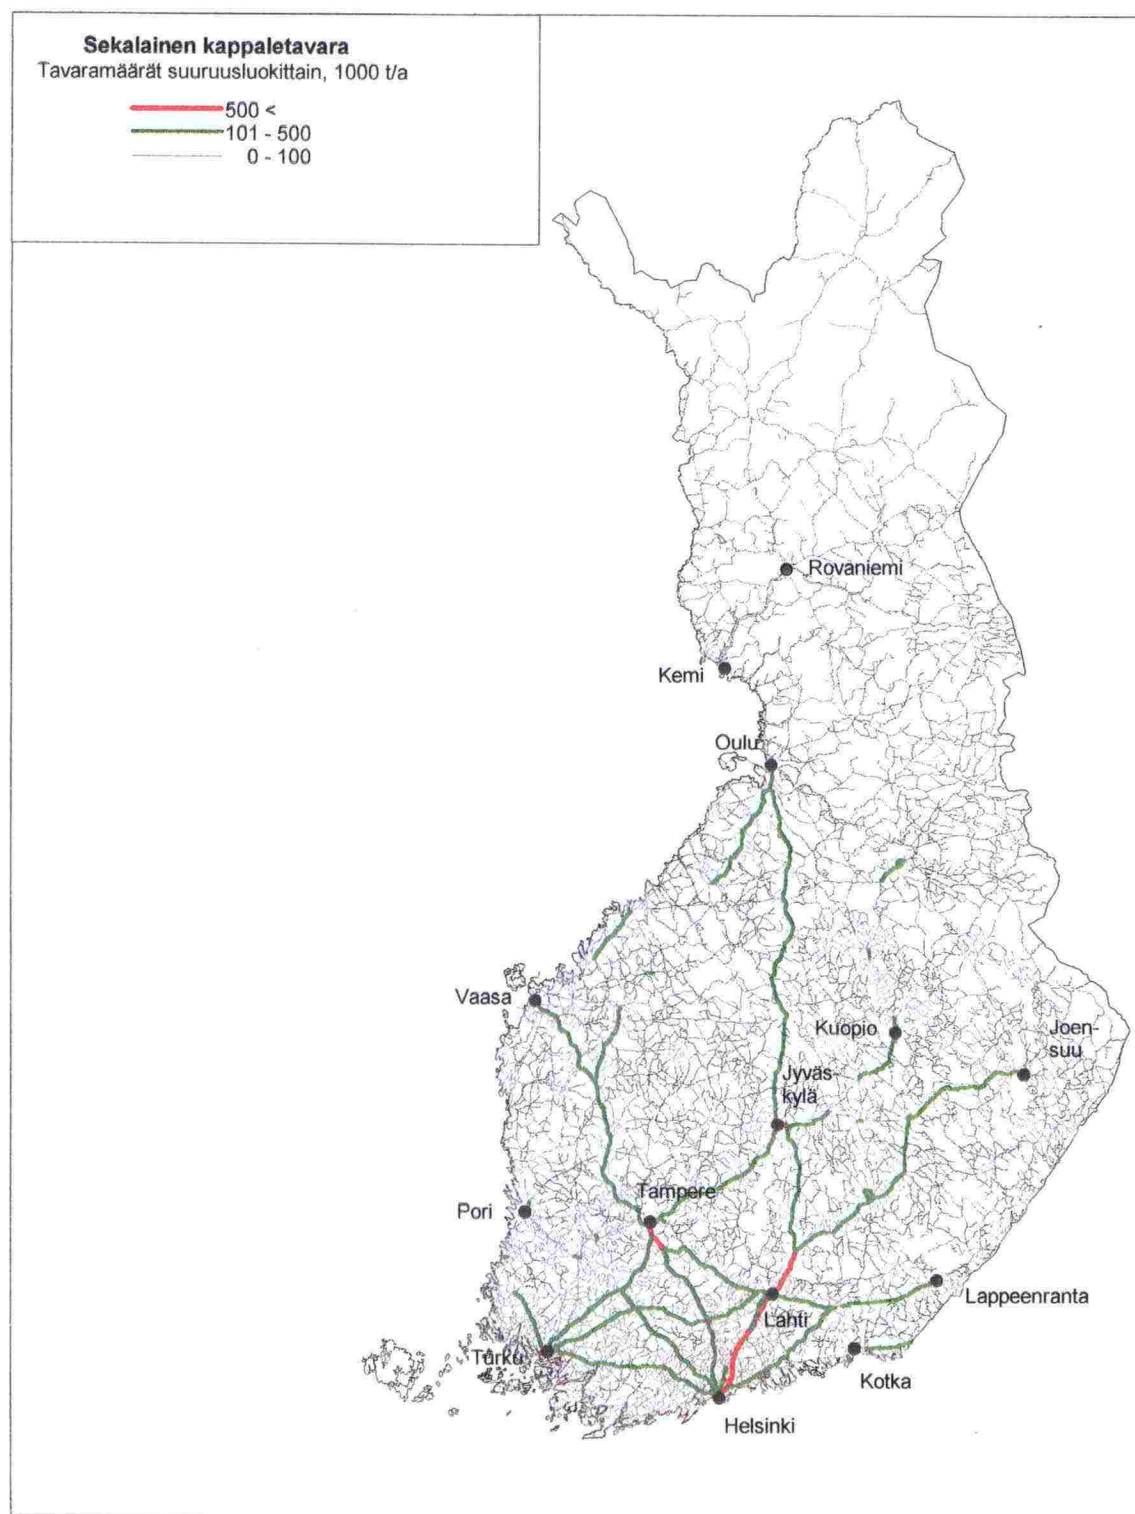 Sekalainen kappaletavara
Tavaramäärät suuruusluokittain, 1000 t/a
500 <
101 - 500
0 - 100
Rovaniemi
Kemi
Oulu
Vaasa
Kuopio
Joen-
suu
Jyväs-
kylä
Tampere
Pori
Lappeenranta
Lahti
Turku
Kotka
Helsinki